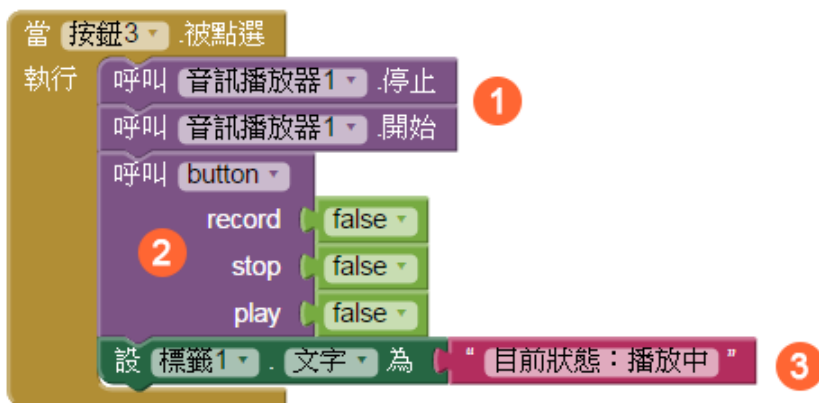 當 按鈕3 .被點選
執行 呼叫 音訊播放器1 .停止
1
呼叫 音訊播放器1 .開始
呼叫 button
record false
2
stop false
play false
設 標籤1 . 文字 為 " 目前狀態：播放中 "
3